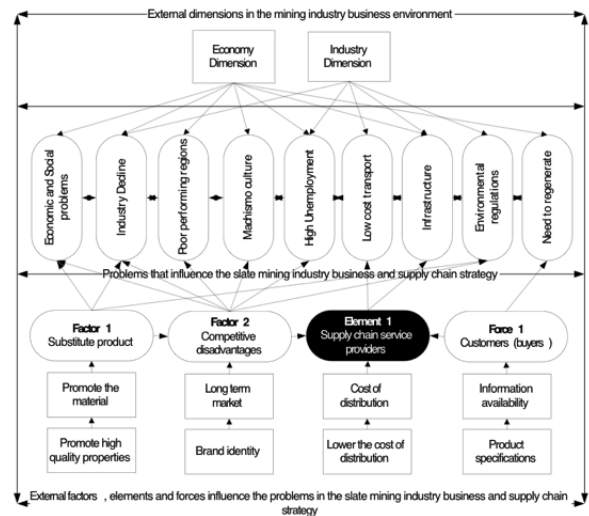 External dimensions in the mining industry business environment
Economy
Dimension
Industry
Dimension
Economic and Social
problems
Industry Decline
Poor performing regions
Machismo culture
High Unemployment
Low cost transport
Infrastructure
Environmental
regulations
Need to regenerate
Problems that influence the slate mining industry business and supply chain strategy
Factor 1
Substitute product
Factor 2
Competitive
disadvantages
Element 1
Supply chain service
providers
Force 1
Customers (buyers )
Promote the
material
Long term
market
Cost of
distribution
Information
availability
Promote high
quality properties
Brand identity
Lower the cost of
distribution
Product
specifications
External factors , elements and forces influence the problems in the slate mining industry business and supply chain
strategy